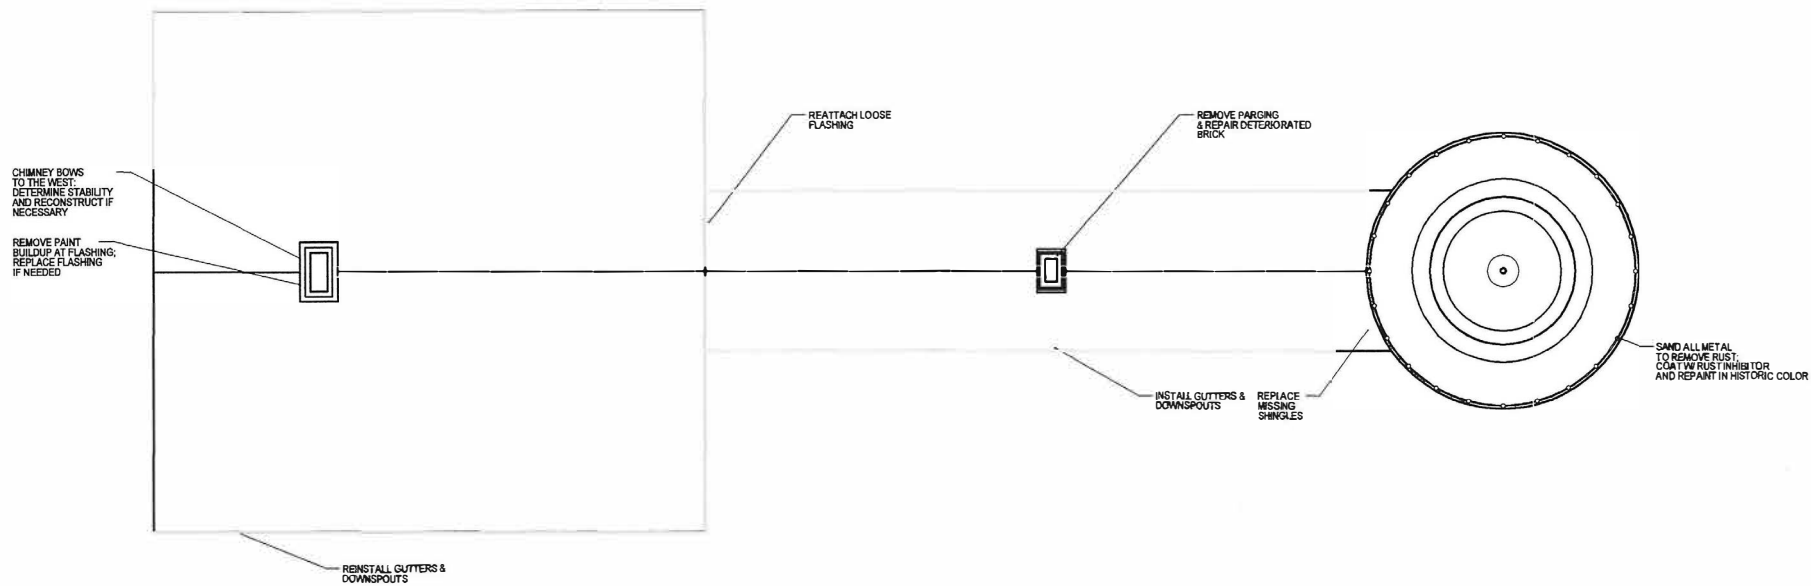 CHIMNEY BOWS
TO THE WEST;
DETERMINE STABILITY
AND RECONSTRUCT IF
NECESSARY
REMOVE PAINT
BUILDUP AT FLASHING;
REPLACE FLASHING
IF NEEDED
REATTACH LOOSE
FLASHING
REMOVE PARGING
& REPAIR DETERIORATED
BRICK
SAND ALL METAL
TO REMOVE RUST;
COAT W/ RUST INHIBITOR
AND REPAINT IN HISTORIC COLOR
INSTALL GUTTERS &
DOWNSPOUTS
REPLACE
MISSING
SHINGLES
REINSTALL GUTTERS &
DOWNSPOUTS